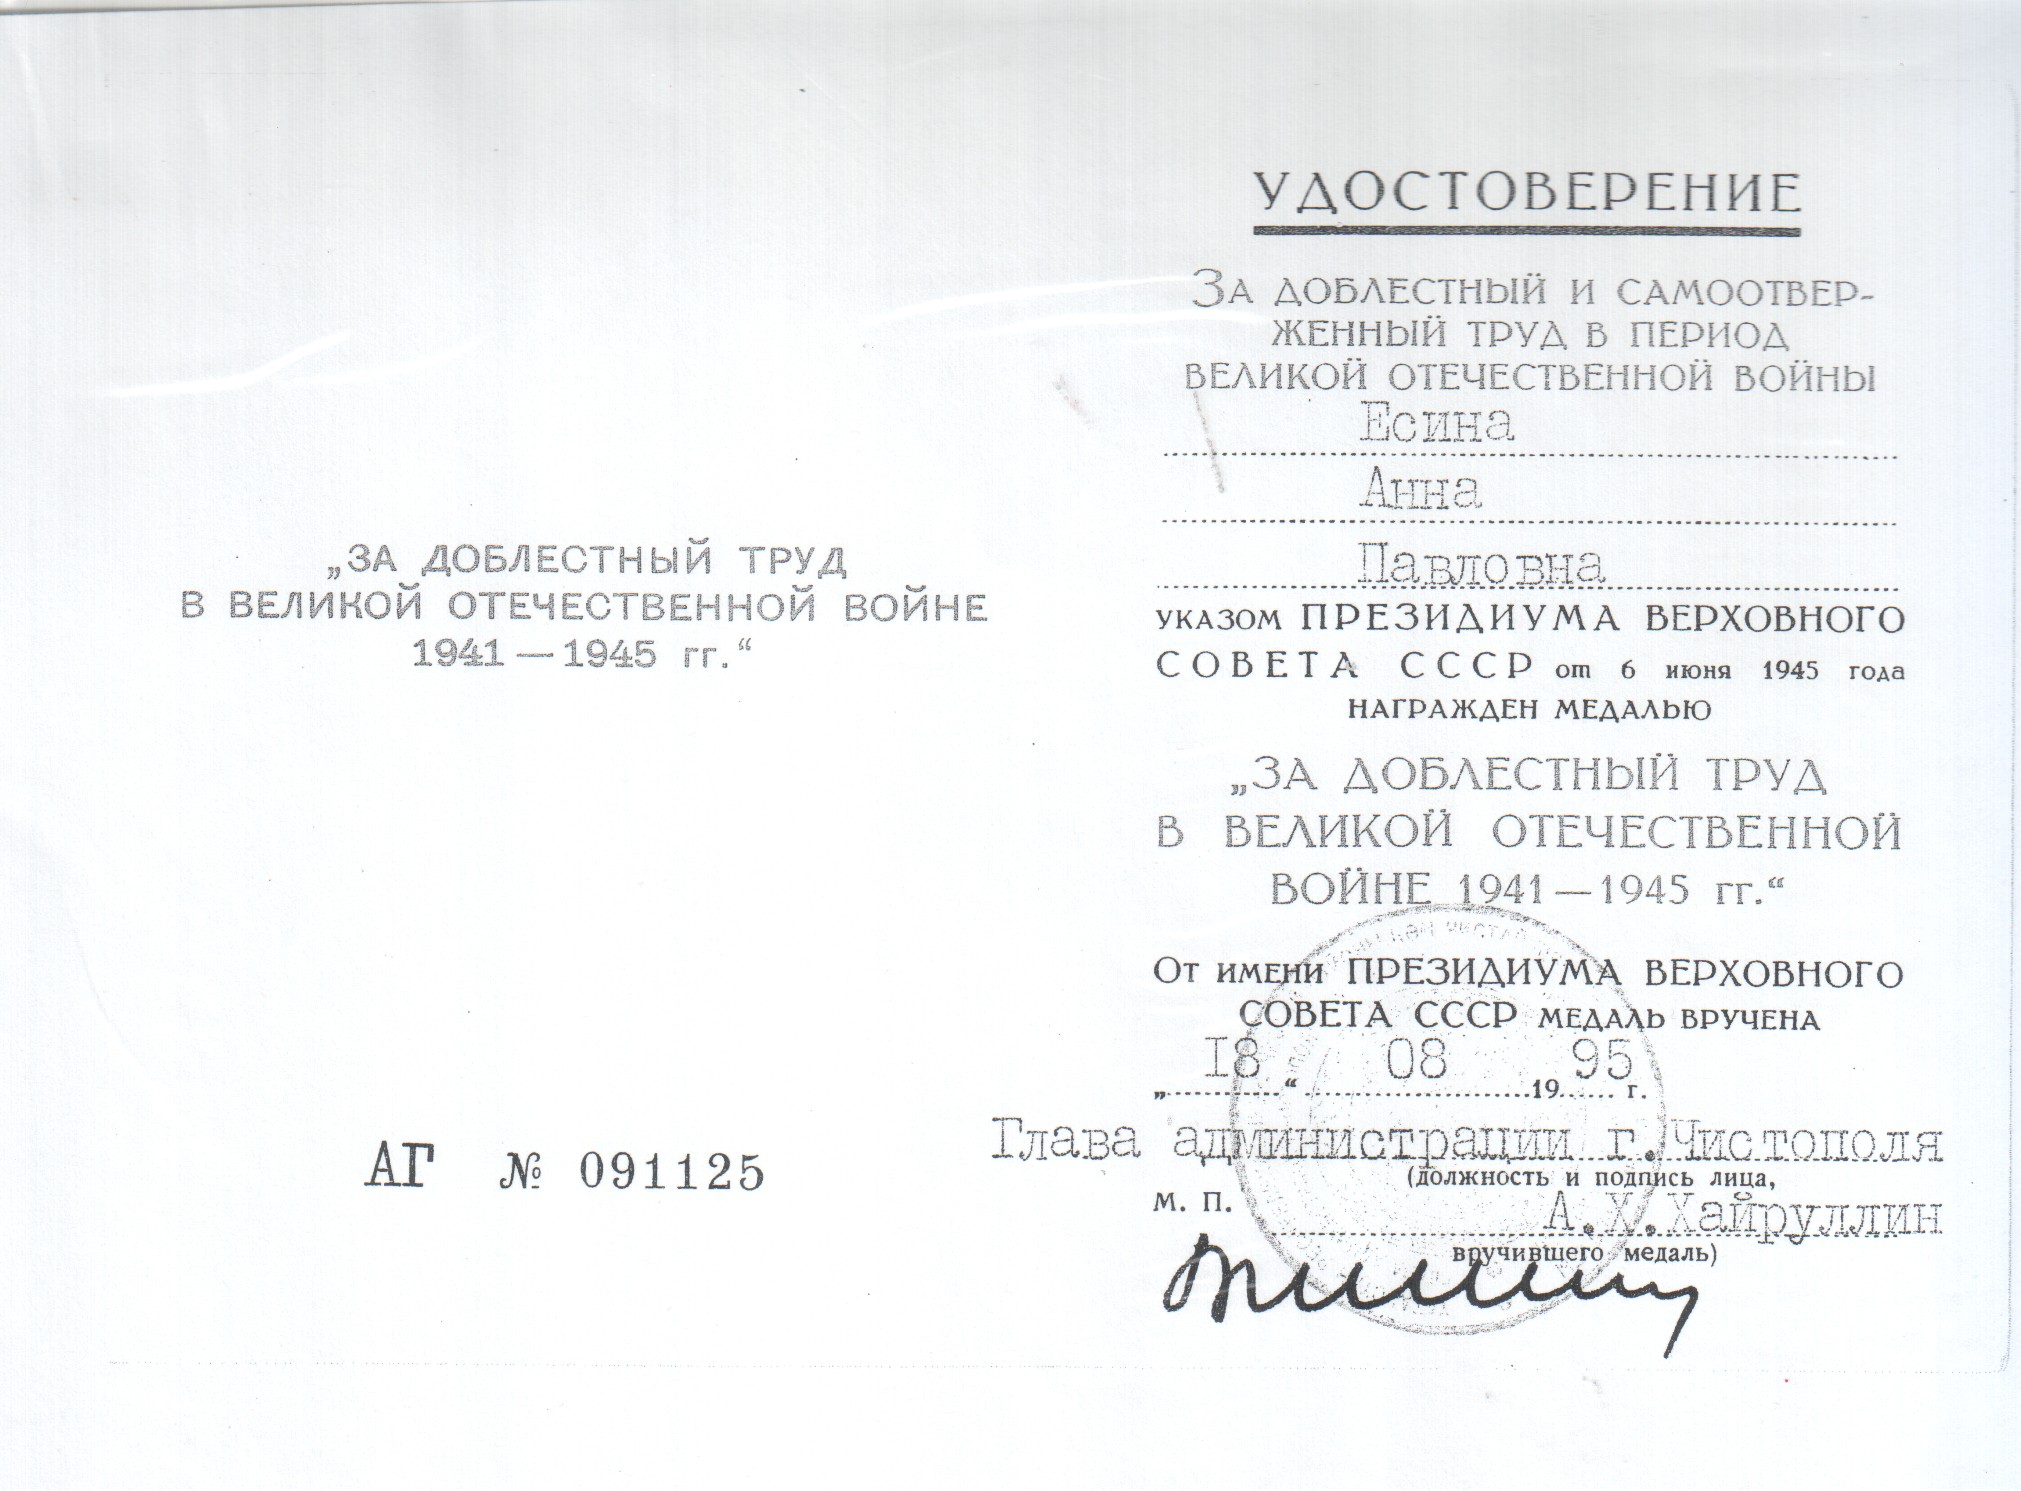 „ЗА ДОБЛЕСТНЫЙ ТРУД
В ВЕЛИКОЙ ОТЕЧЕСТВЕННОЙ ВОЙНЕ
1941—1945 гг.“
АГ № 091125
УДОСТОВЕРЕНИЕ
ЗА ДОБЛЕСТНЫЙ И САМООТВЕР-
ЖЕННЫЙ ТРУД В ПЕРИОД
ВЕЛИКОЙ ОТЕЧЕСТВЕННОЙ ВОЙНЫ
Есина
Анна
Павловна
УКАЗОМ ПРЕЗИДИУМА ВЕРХОВНОГО
СОВЕТА СССР от 6 июня 1945 года
НАГРАЖДЕН МЕДАЛЬЮ
„ЗА ДОБЛЕСТНЫЙ ТРУД
В ВЕЛИКОЙ ОТЕЧЕСТВЕННОЙ
ВОЙНЕ 1941—1945 гг.“
ОТ ИМЕНИ ПРЕЗИДИУМА ВЕРХОВНОГО
СОВЕТА СССР МЕДАЛЬ ВРУЧЕНА
„I8“ 08 1995 г.
Глава администрации г.Чистополя
(должность и подпись лица,
М. П. А.Х.Хайруллин
вручившего медаль)